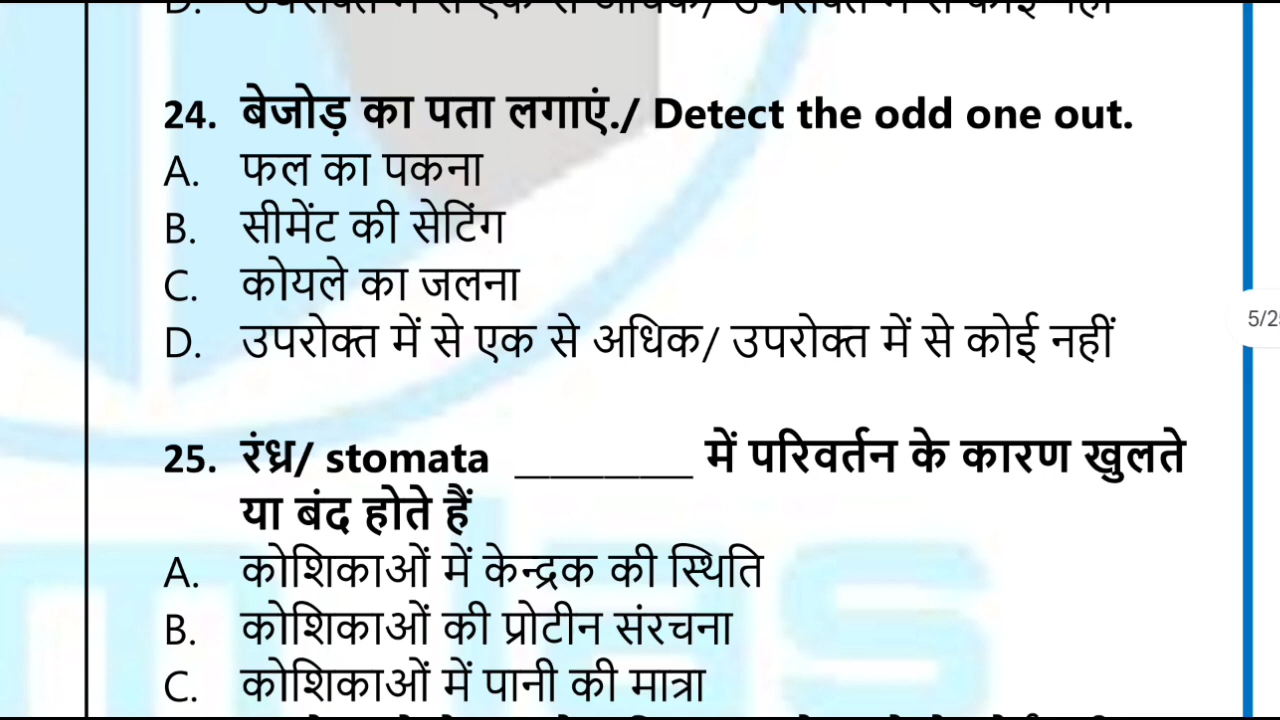 24. बेजोड़ का पता लगाएं./ Detect the odd one out.
A. फल का पकना
B. सीमेंट की सेटिंग
C. कोयले का जलना
D. उपरोक्त में से एक से अधिक/ उपरोक्त में से कोई नहीं
25. रंध्र/ stomata ________ में परिवर्तन के कारण खुलते
या बंद होते हैं
A. कोशिकाओं में केन्द्रक की स्थिति
B. कोशिकाओं की प्रोटीन संरचना
C. कोशिकाओं में पानी की मात्रा